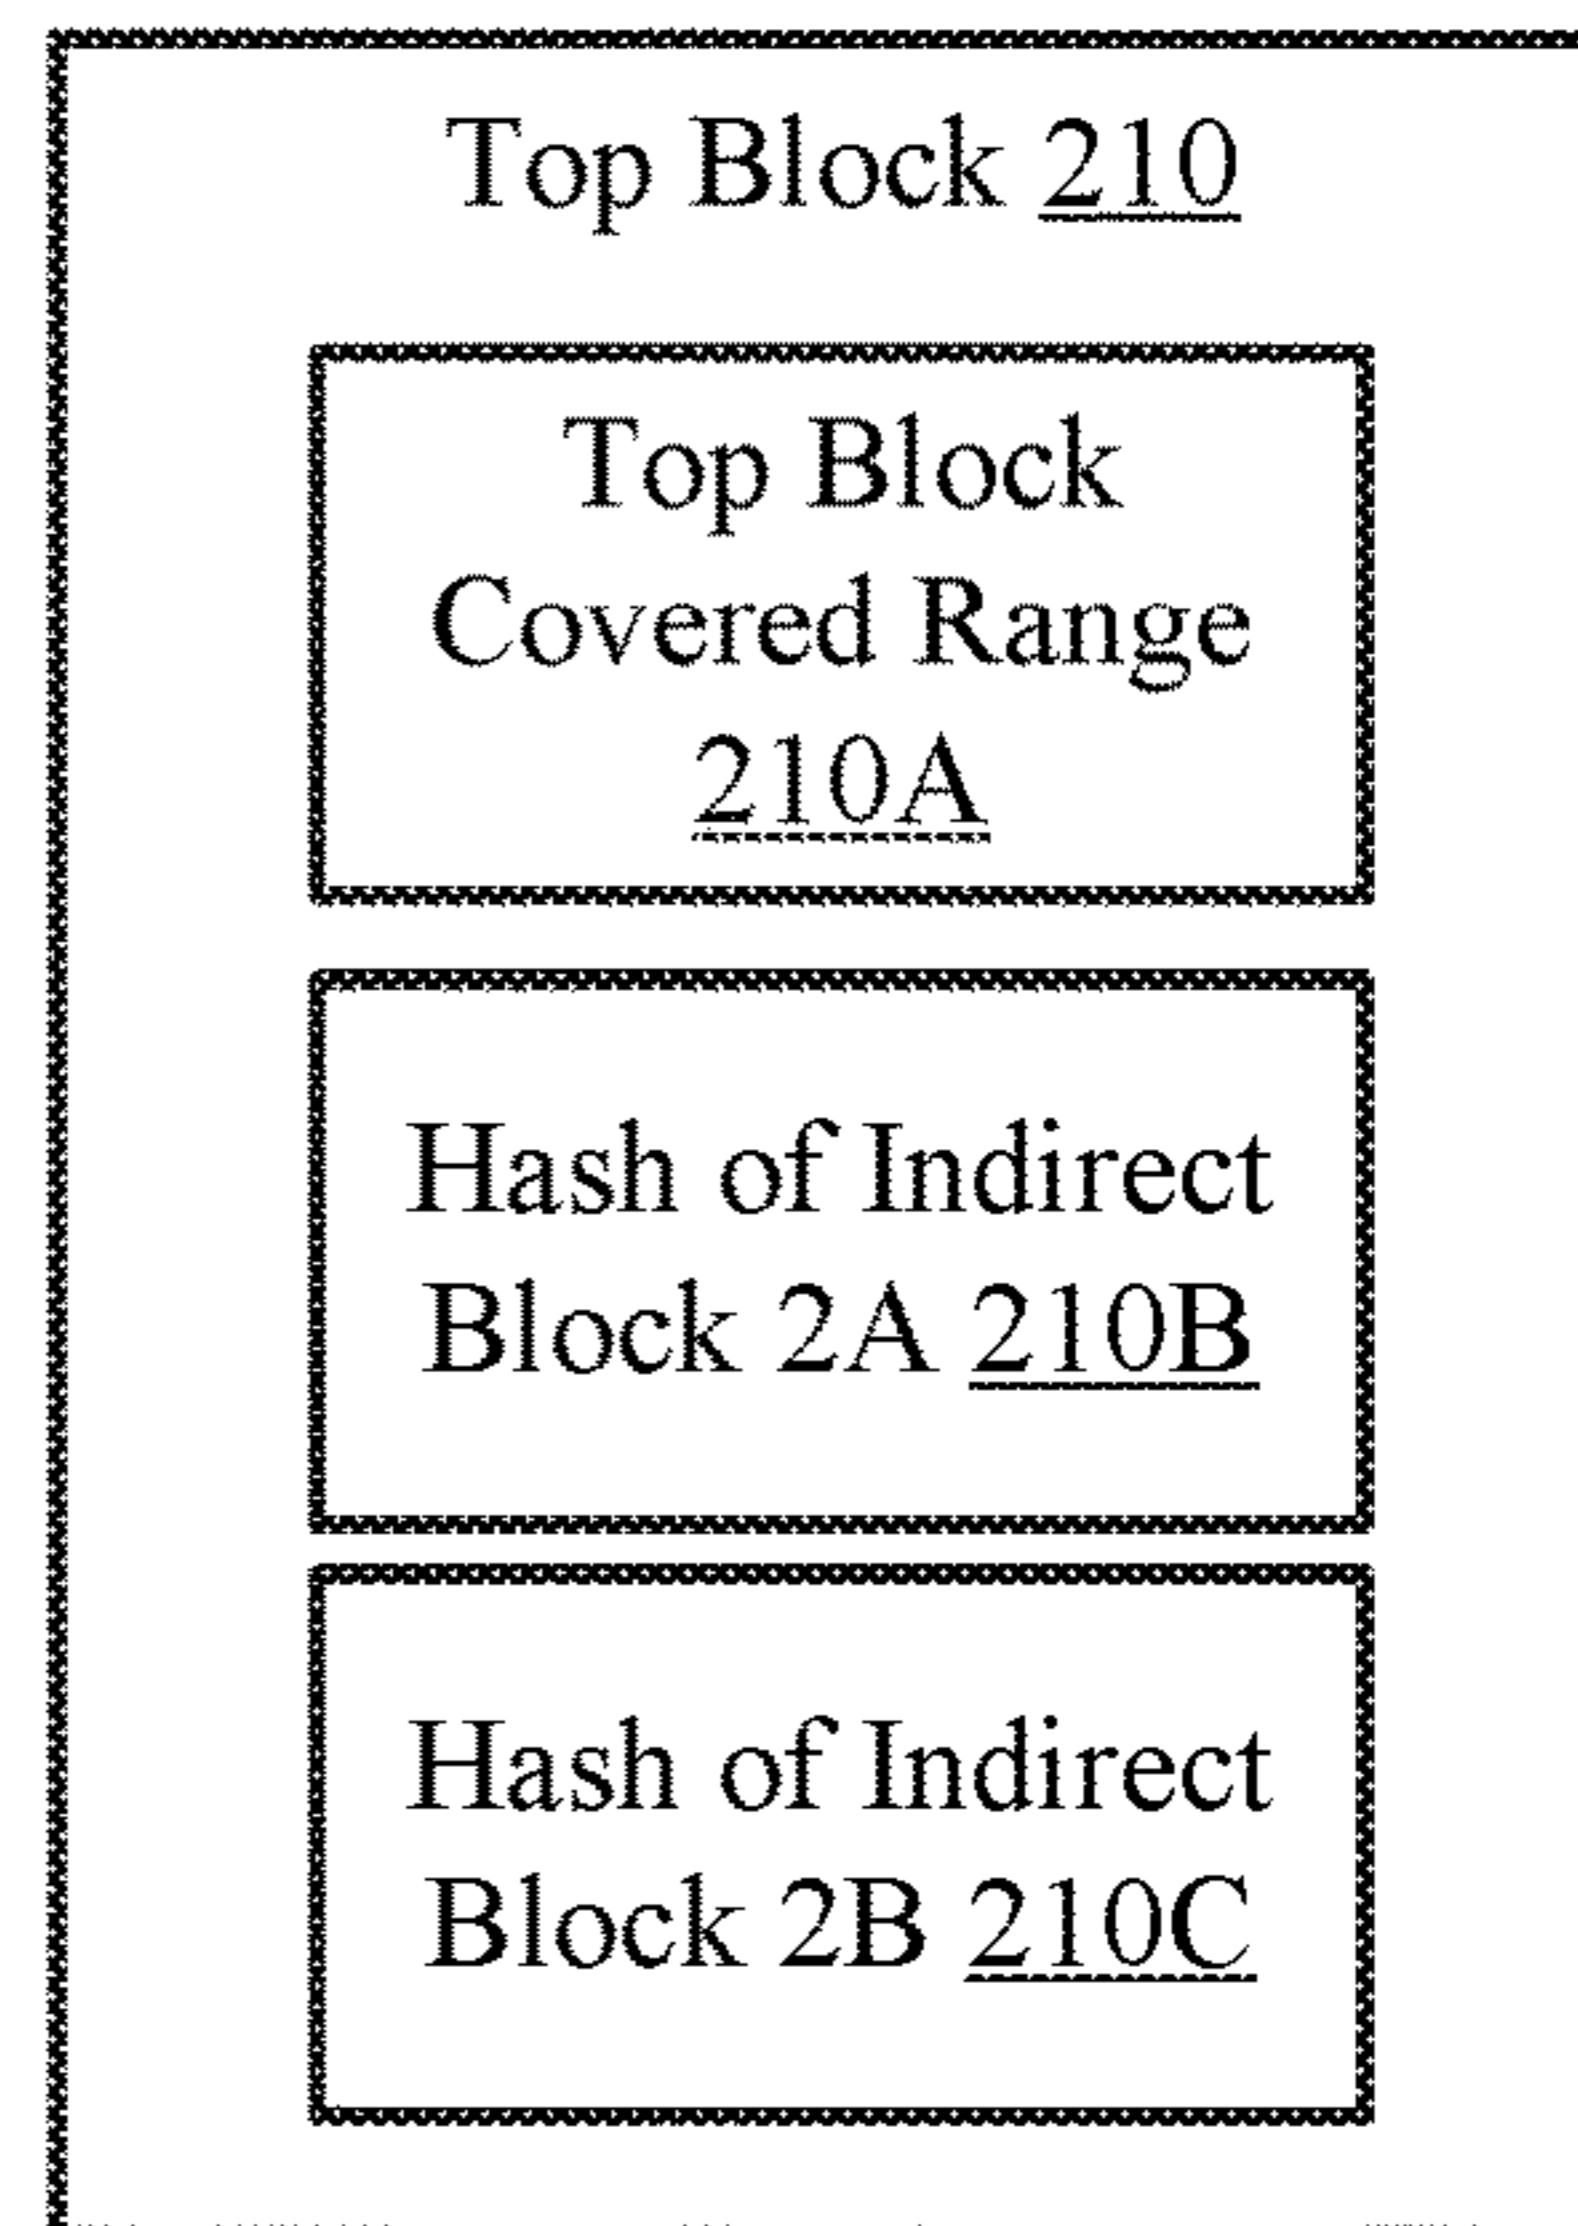 Top Block 210
Top Block
Covered Range
210A
Hash of Indirect
Block 2A 210B
Hash of Indirect
Block 2B 210C